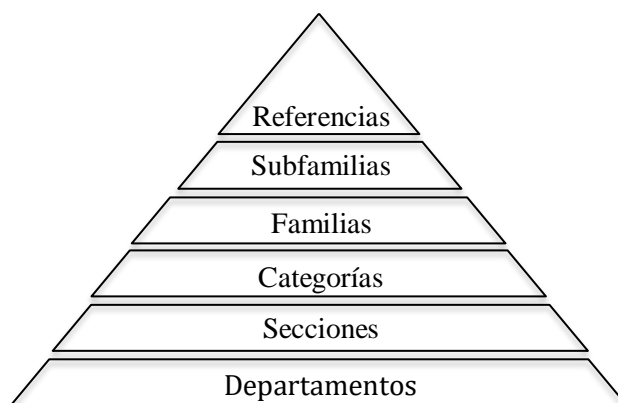 Referencias
Subfamilias
Familias
Categorías
Secciones
Departamentos